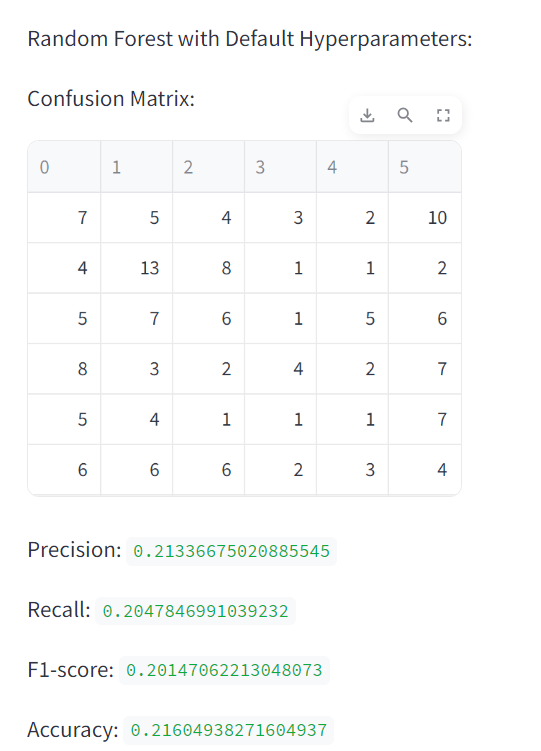 Random Forest with Default Hyperparameters:
Confusion Matrix:
0 1 2 3 4 5
7 5 4 3 2 10
4 13 8 1 1 2
5 7 6 1 5 6
8 3 2 4 2 7
5 4 1 1 1 7
6 6 6 2 3 4
Precision: 0.21336675020885545
Recall: 0.2047846991039232
F1-score: 0.20147062213048073
Accuracy: 0.21604938271604937